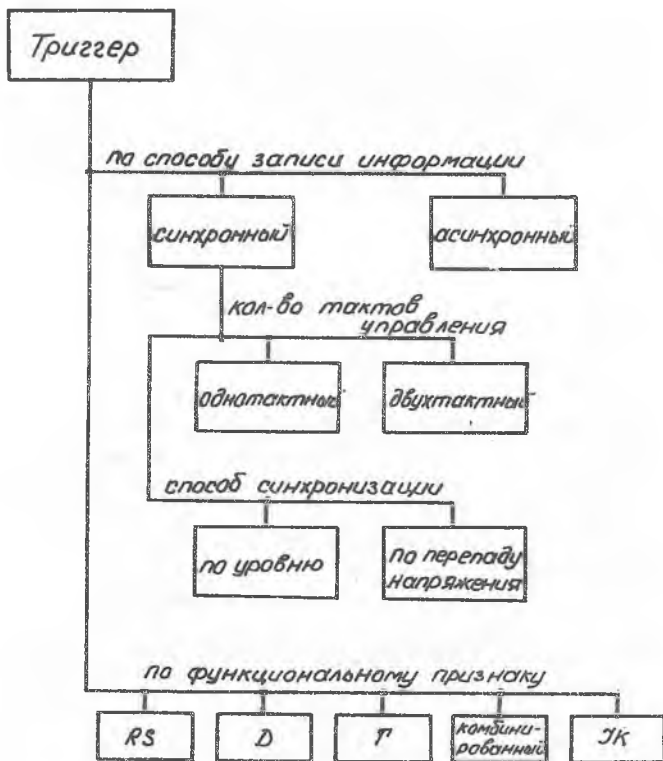 Триггер
по способу записи информации
синхронный
асинхронный
кол-во тактов
управления
однотактный
двухтактный
способ синхронизации
по уровню
по перепаду
напряжения
по функциональному признаку
RS
D
T
комбини-
рованный
JK